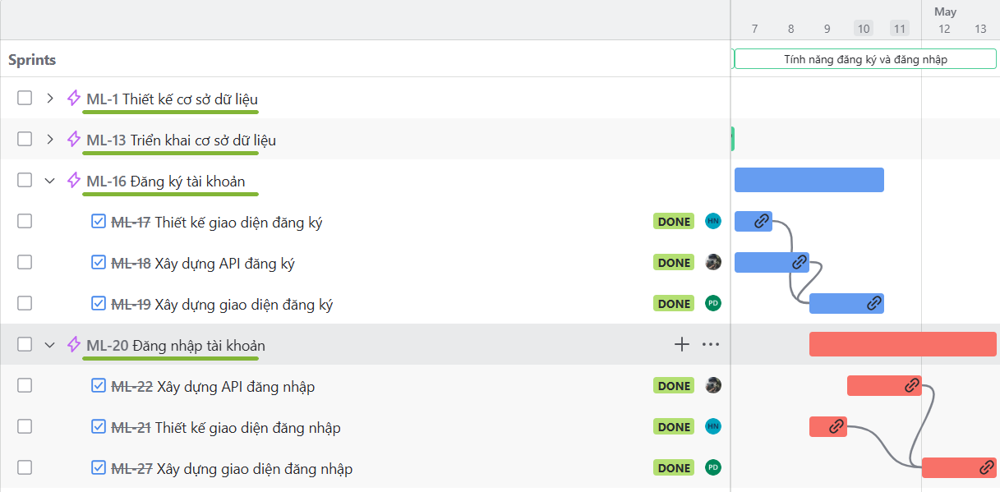 May
7 8 9 10 11 12 13
Sprints
Tính năng đăng ký và đăng nhập
ML-1 Thiết kế cơ sở dữ liệu
ML-13 Triển khai cơ sở dữ liệu
ML-16 Đăng ký tài khoản
ML-17 Thiết kế giao diện đăng ký DONE HN
ML-18 Xây dựng API đăng ký DONE
ML-19 Xây dựng giao diện đăng ký DONE PD
ML-20 Đăng nhập tài khoản
ML-22 Xây dựng API đăng nhập DONE
ML-21 Thiết kế giao diện đăng nhập DONE HN
ML-27 Xây dựng giao diện đăng nhập DONE PD